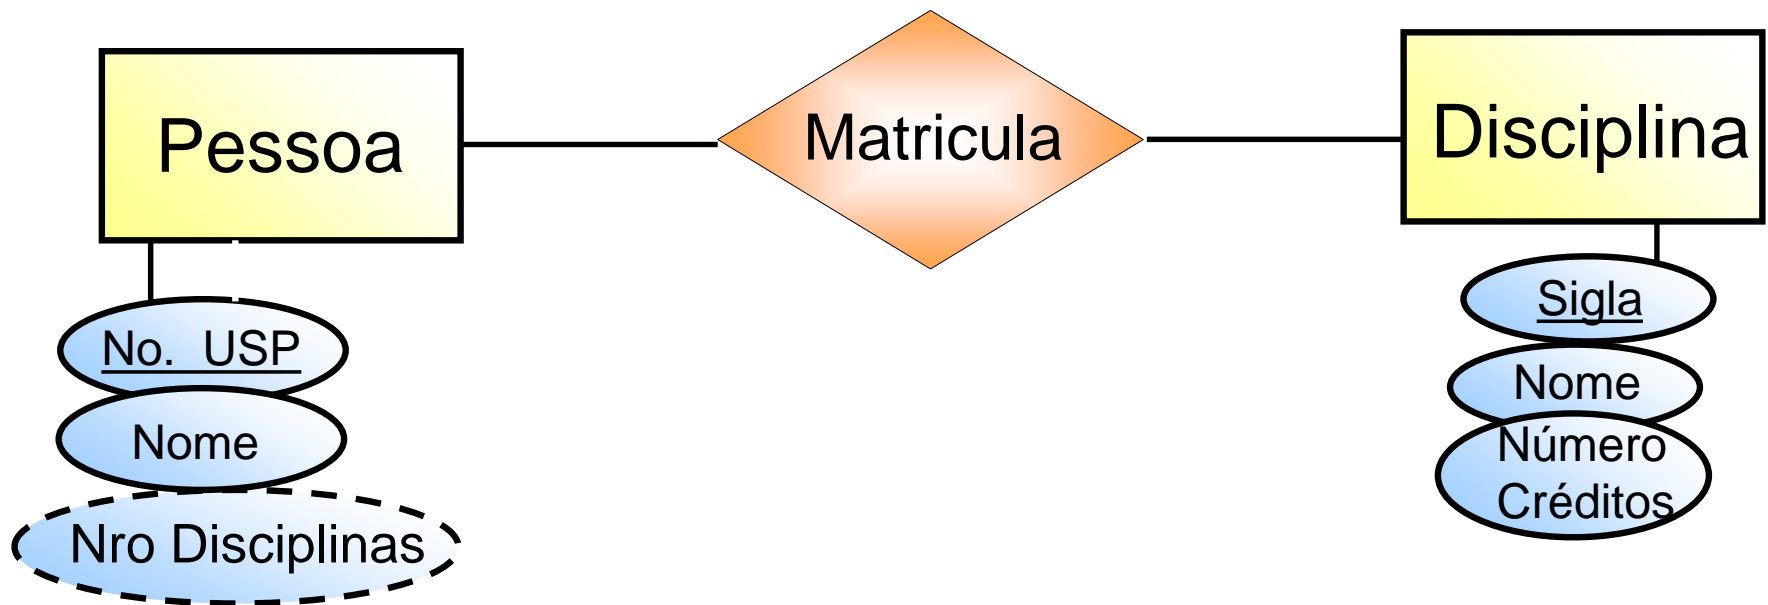 Pessoa
Matricula
Disciplina
No. USP
Nome
Nro Disciplinas
Sigla
Nome
Número
Créditos